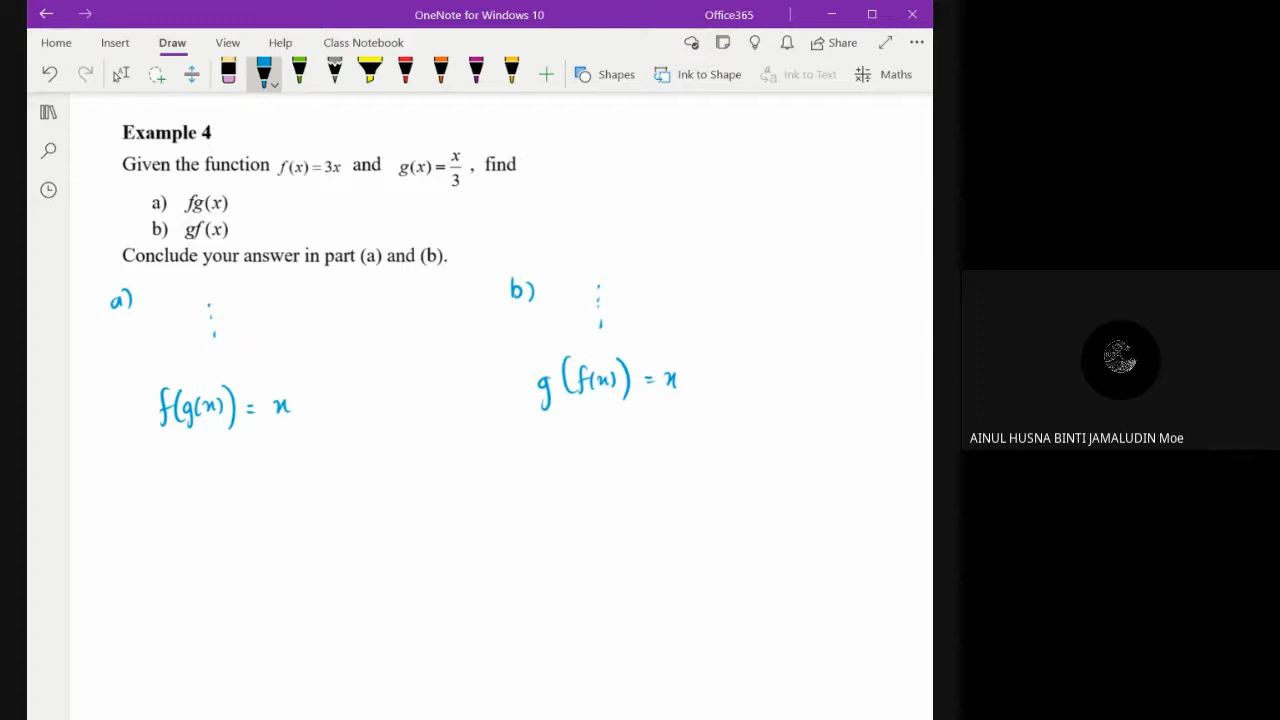 OneNote for Windows 10
Office365
Home Insert Draw View Help Class Notebook
Share
Shapes Ink to Shape Ink to Text Maths
Example 4
Given the function f(x) = 3x and g(x) = x/3 , find
a) fg(x)
b) gf(x)
Conclude your answer in part (a) and (b).
a)
f(g(x)) = x
b)
g(f(x)) = x
AINUL HUSNA BINTI JAMALUDIN Moe